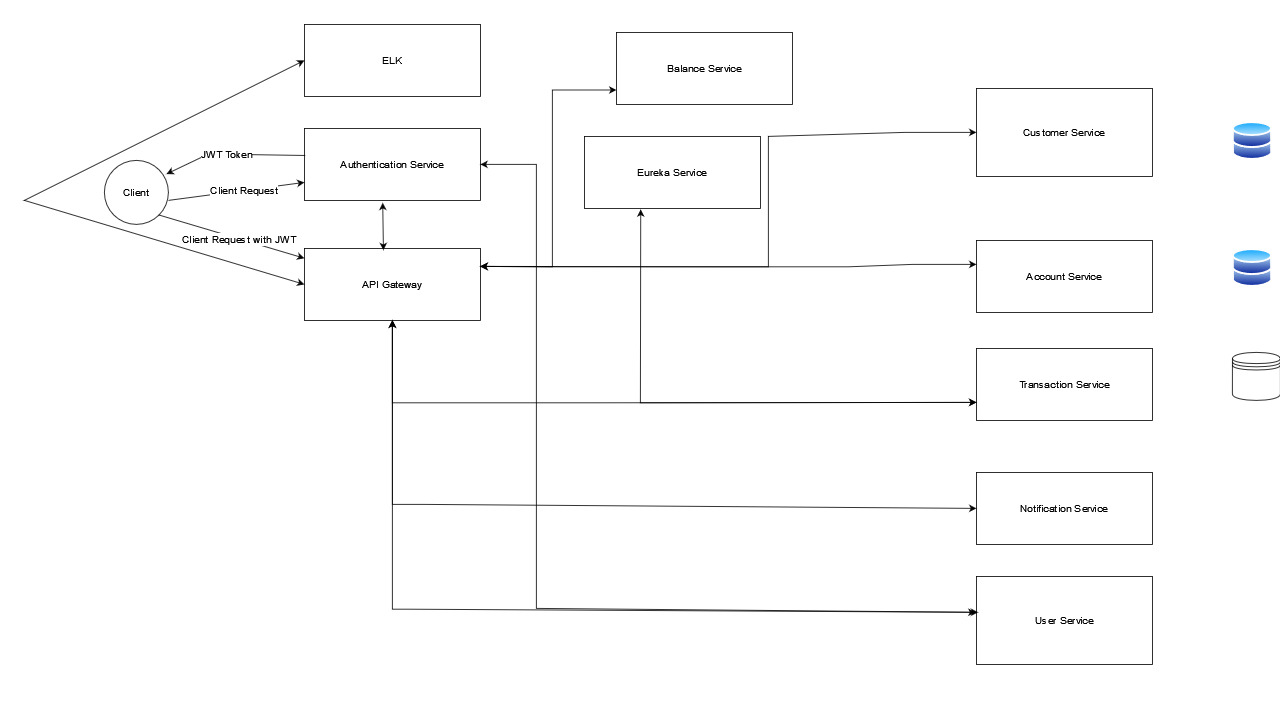 ELK
Balance Service
Customer Service
JWT Token
Authentication Service
Eureka Service
Client
Client Request
Client Request with JWT
API Gateway
Account Service
Transaction Service
Notification Service
User Service